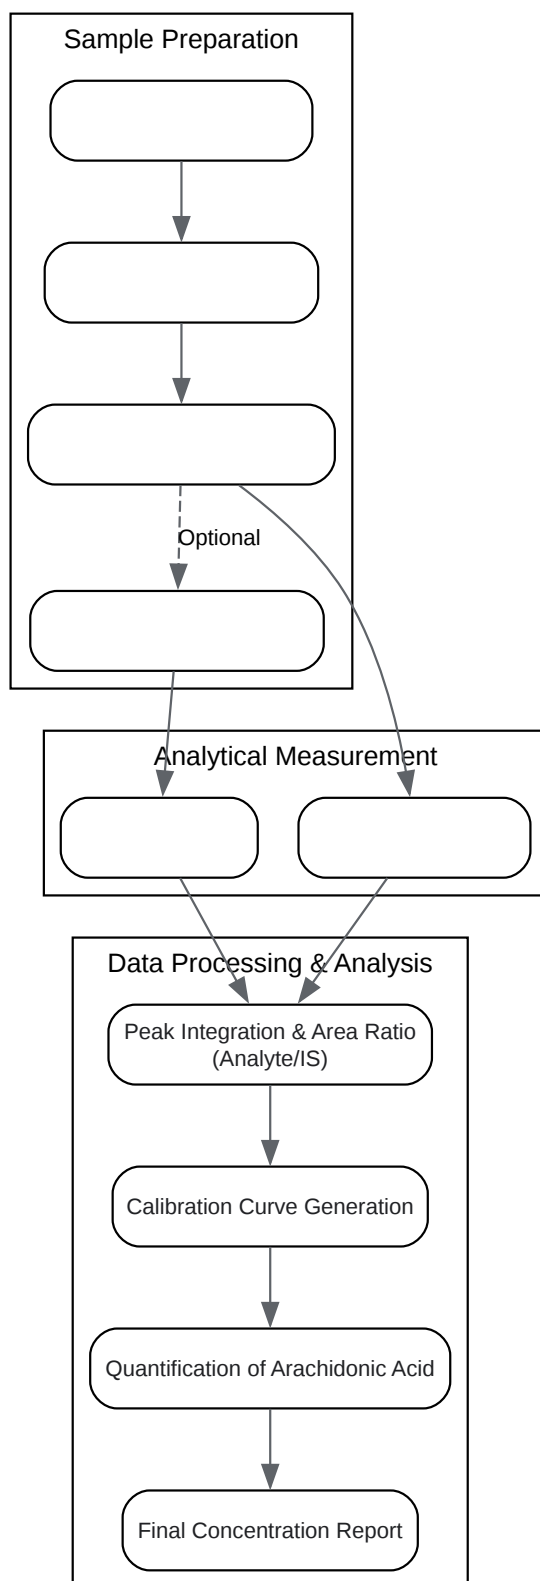 Sample Preparation
Optional
Analytical Measurement
Data Processing & Analysis
Peak Integration & Area Ratio
(Analyte/IS)
Calibration Curve Generation
Quantification of Arachidonic Acid
Final Concentration Report